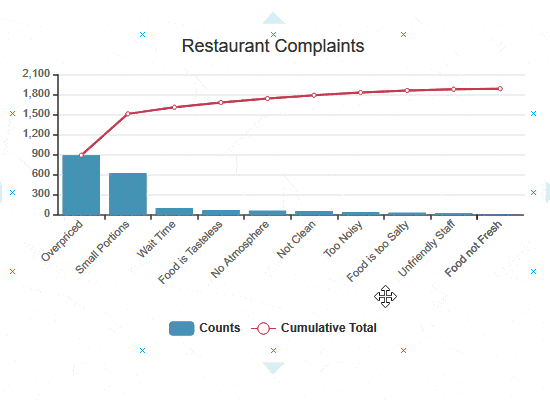 Restaurant Complaints
2,100
1,800
1,500
1,200
900
600
300
0
Overpriced
Small Portions
Wait Time
Food is Tasteless
No Atmosphere
Not Clean
Too Noisy
Food is too Salty
Unfriendly Staff
Food not Fresh
Counts
Cumulative Total